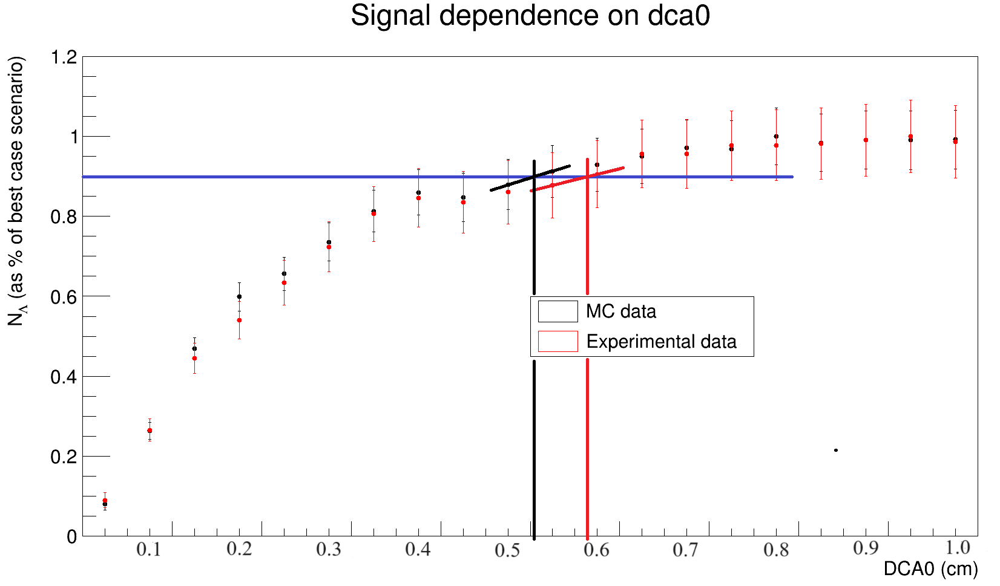 Signal dependence on dca0
N_Λ (as % of best case scenario)
1.2
1
0.8
0.6
0.4
0.2
0
MC data
Experimental data
0.1 0.2 0.3 0.4 0.5 0.6 0.7 0.8 0.9 1.0
DCA0 (cm)